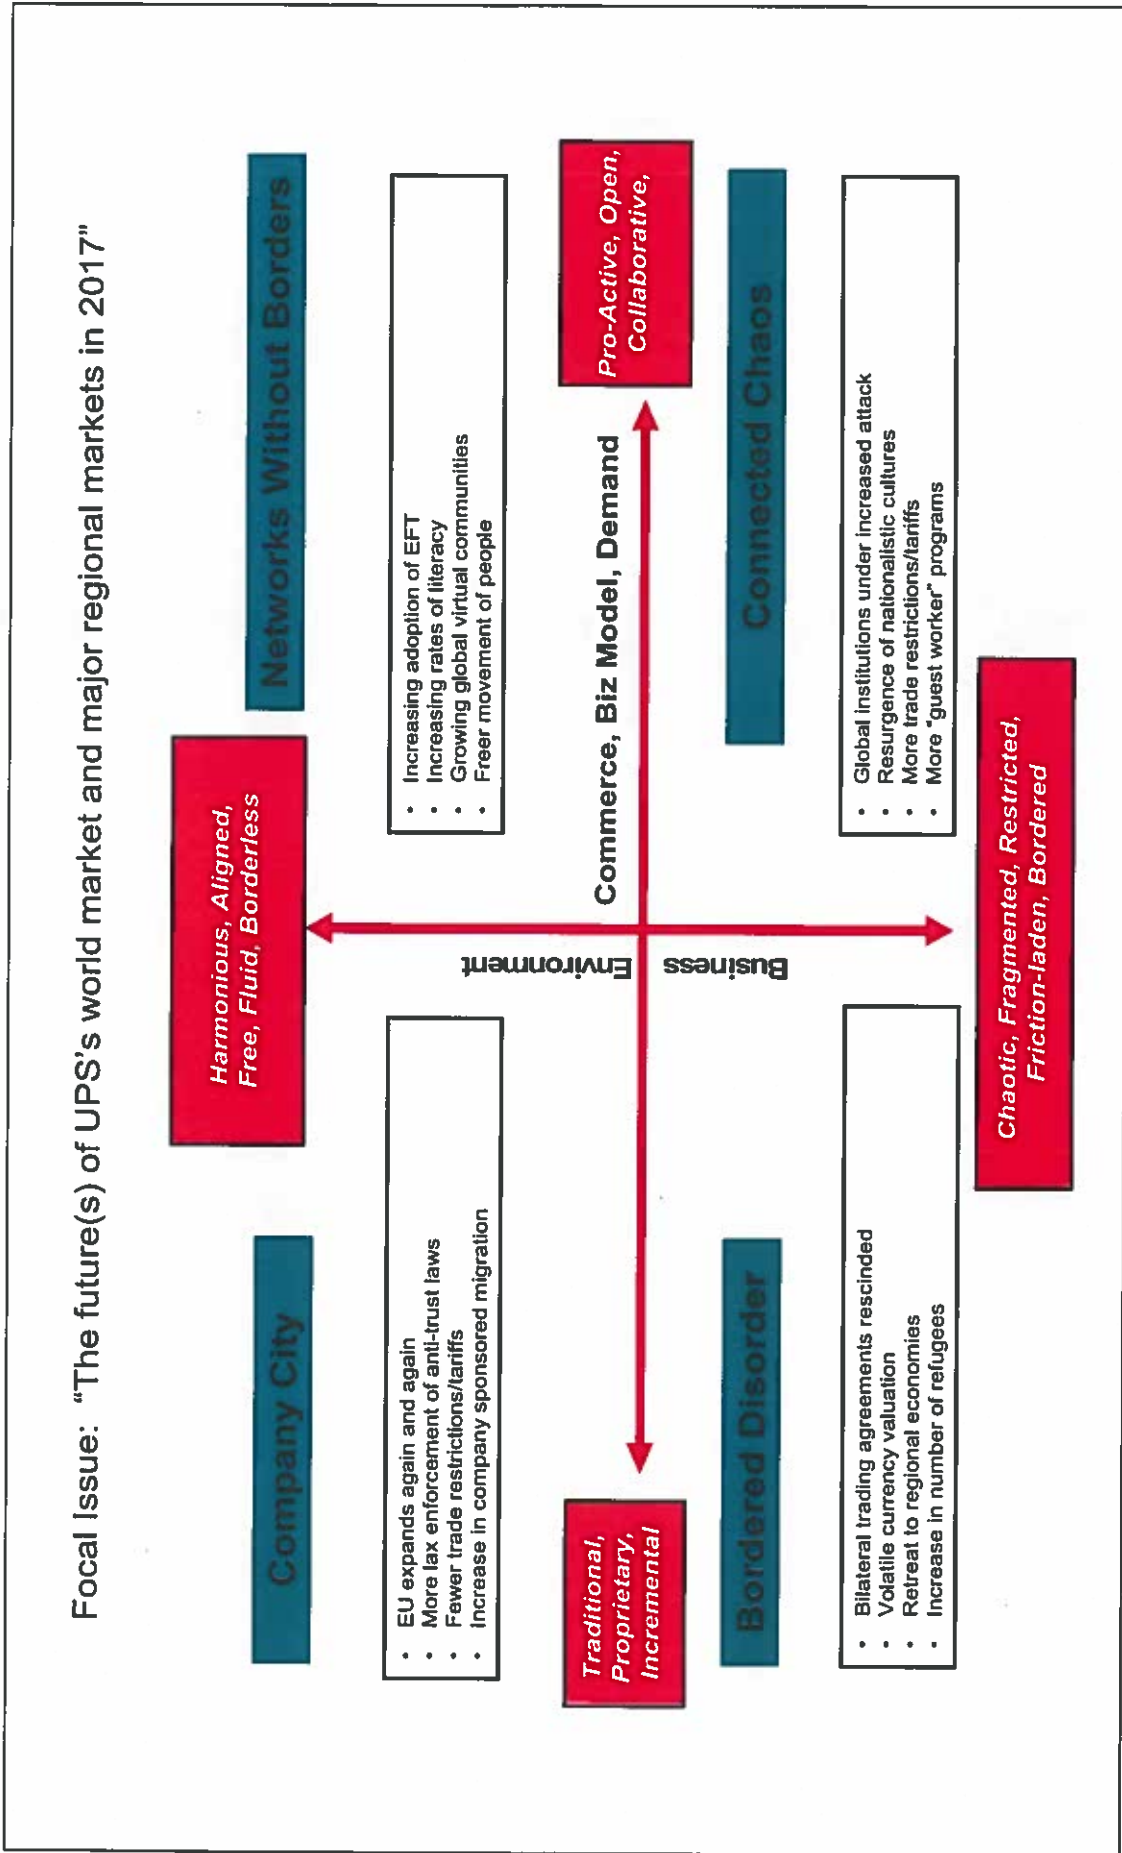 Focal Issue: “The future(s) of UPS’s world market and major regional markets in 2017”
Company City
Harmonious, Aligned,
Free, Fluid, Borderless
Networks Without Borders
• EU expands again and again
• More lax enforcement of anti-trust laws
• Fewer trade restrictions/tariffs
• Increase in company sponsored migration
• Increasing adoption of EFT
• Increasing rates of literacy
• Growing global virtual communities
• Freer movement of people
Business Environment
Commerce, Biz Model, Demand
Traditional,
Proprietary,
Incremental
Pro-Active, Open,
Collaborative,
Bordered Disorder
Connected Chaos
• Bilateral trading agreements rescinded
• Volatile currency valuation
• Retreat to regional economies
• Increase in number of refugees
• Global institutions under increased attack
• Resurgence of nationalistic cultures
• More trade restrictions/tariffs
• More “guest worker” programs
Chaotic, Fragmented, Restricted,
Friction-laden, Bordered